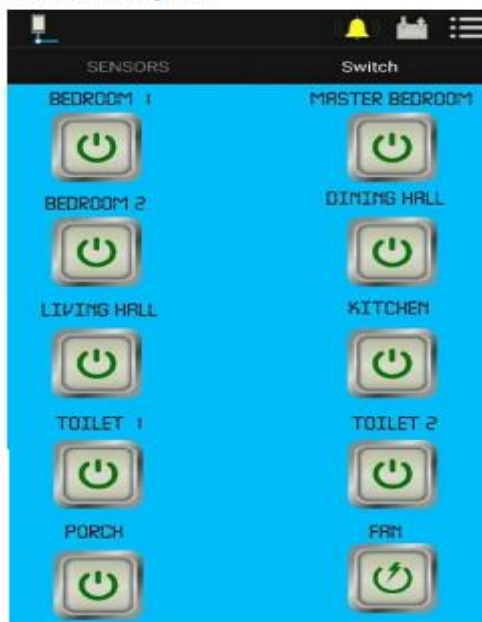 SENSORS Switch
BEDROOM 1 MASTER BEDROOM
BEDROOM 2 DINING HALL
LIVING HALL KITCHEN
TOILET 1 TOILET 2
PORCH FAN